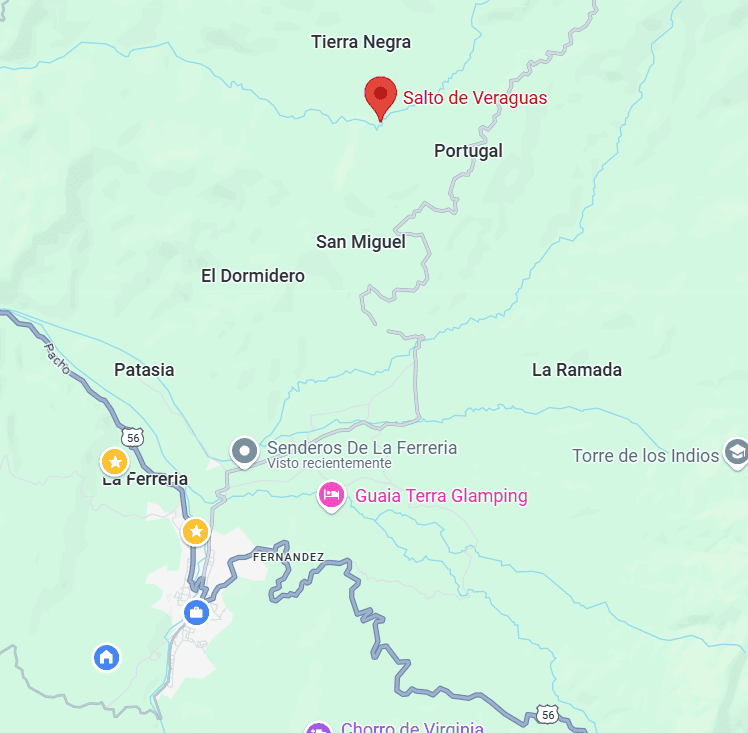 Tierra Negra
Salto de Veraguas
Portugal
San Miguel
El Dormidero
Pacho
Patasia
La Ramada
56
Senderos De La Ferreria
Visto recientemente
Torre de los Indios
La Ferreria
Guaia Terra Glamping
FERNANDEZ
56
Chorro de Virginia